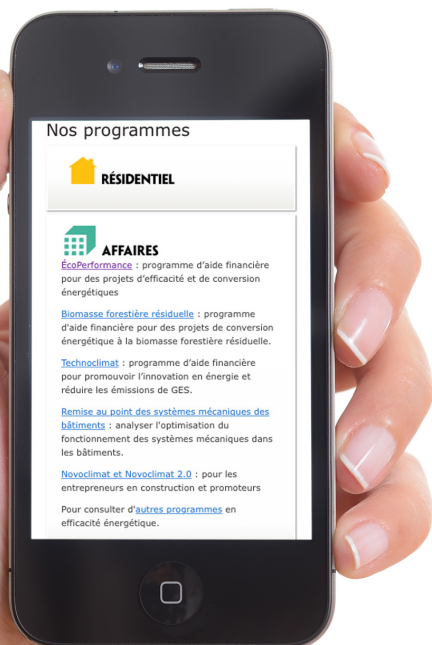 Nos programmes
RÉSIDENTIEL
AFFAIRES
ÉcoPerformance : programme d'aide financière
pour des projets d'efficacité et de conversion
énergétiques
Biomasse forestière résiduelle : programme
d'aide financière pour des projets de conversion
énergétique à la biomasse forestière résiduelle.
Technoclimat : programme d'aide financière
pour promouvoir l'innovation en énergie et
réduire les émissions de GES.
Remise au point des systèmes mécaniques des
bâtiments : analyser l'optimisation du
fonctionnement des systèmes mécaniques dans
les bâtiments.
Novoclimat et Novoclimat 2.0 : pour les
entrepreneurs en construction et promoteurs
Pour consulter d'autres programmes en
efficacité énergétique.